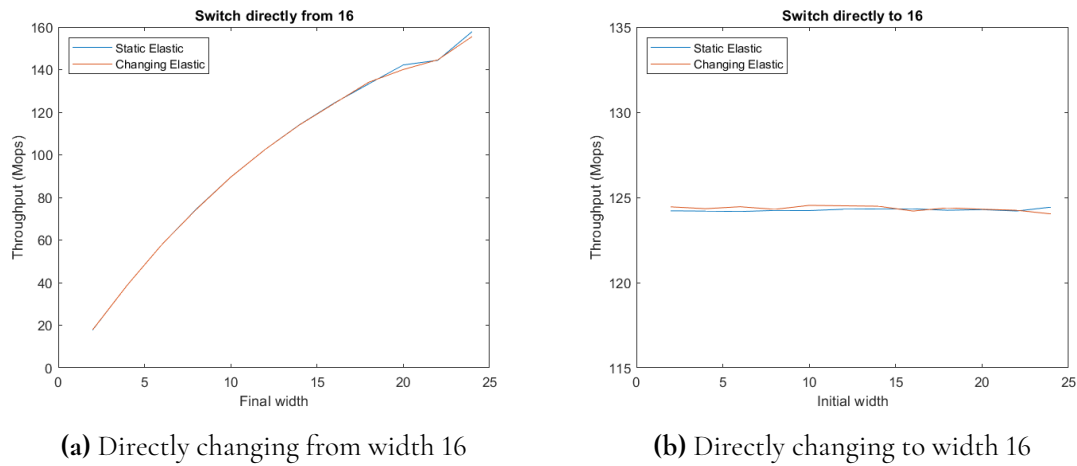 Switch directly from 16
160
140
120
100
80
60
40
20
0
Throughput (Mops)
Static Elastic
Changing Elastic
0 5 10 15 20 25
Final width
(a) Directly changing from width 16
Switch directly to 16
135
130
125
120
115
Throughput (Mops)
Static Elastic
Changing Elastic
0 5 10 15 20 25
Initial width
(b) Directly changing to width 16